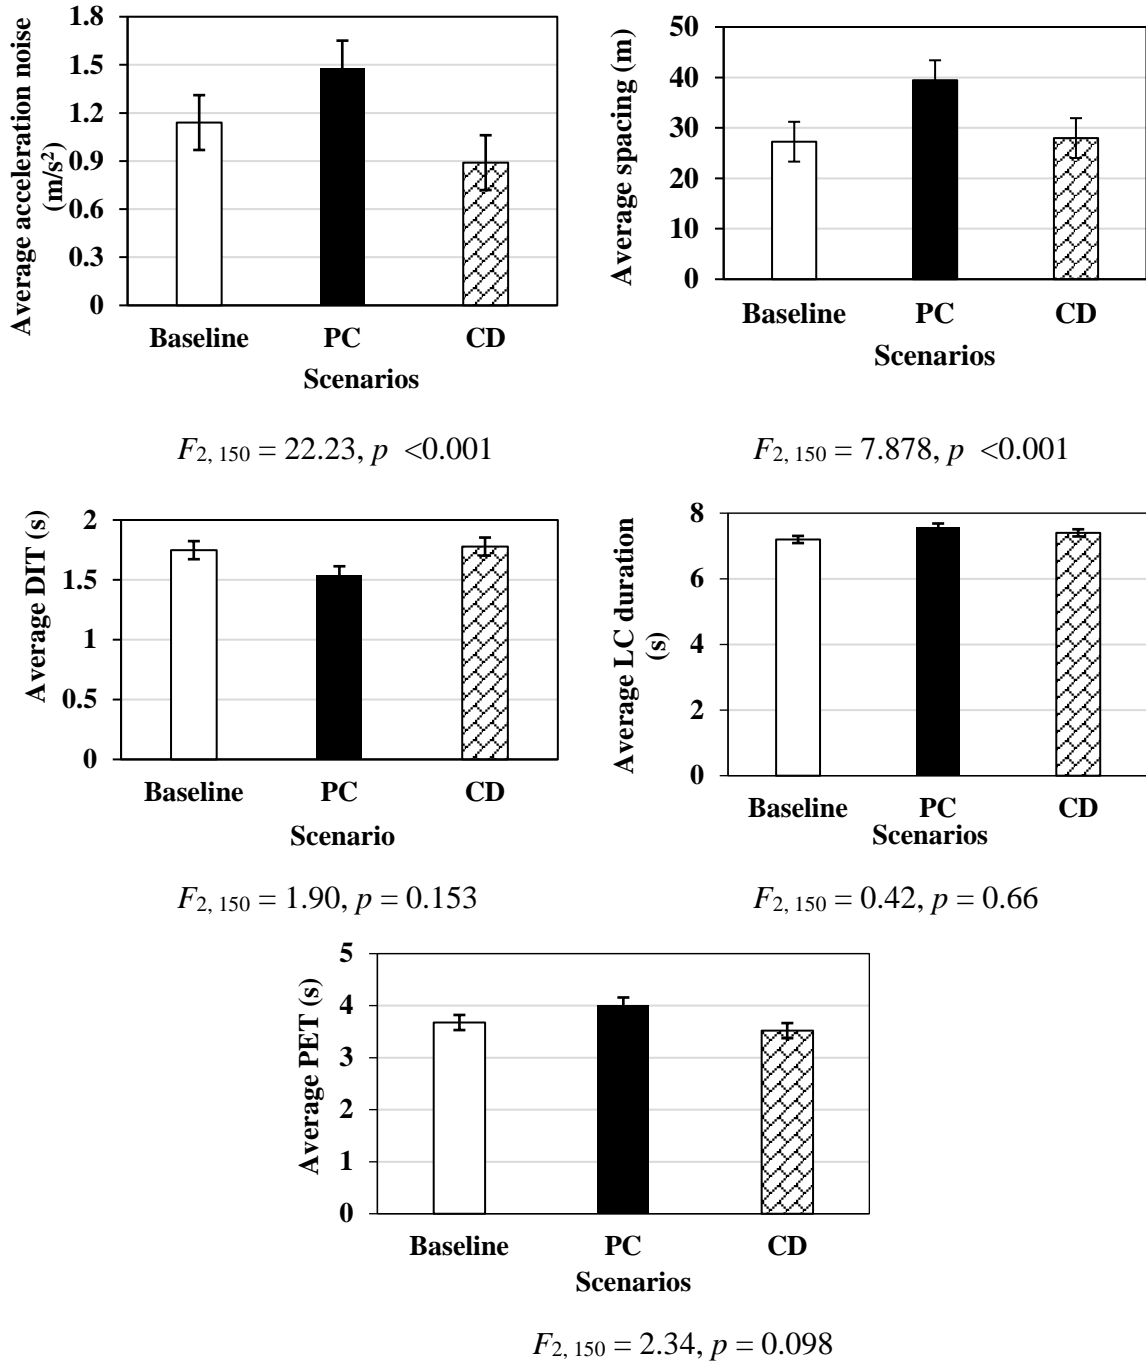 Average acceleration noise
(m/s²)
1.8
1.5
1.2
0.9
0.6
0.3
0
Baseline PC CD
Scenarios
F2, 150 = 22.23, p <0.001
Average spacing (m)
50
40
30
20
10
0
Baseline PC CD
Scenarios
F2, 150 = 7.878, p <0.001
Average DIT (s)
2
1.5
1
0.5
0
Baseline PC CD
Scenario
F2, 150 = 1.90, p = 0.153
Average LC duration
(s)
8
6
4
2
0
Baseline PC CD
Scenarios
F2, 150 = 0.42, p = 0.66
Average PET (s)
5
4
3
2
1
0
Baseline PC CD
Scenarios
F2, 150 = 2.34, p = 0.098